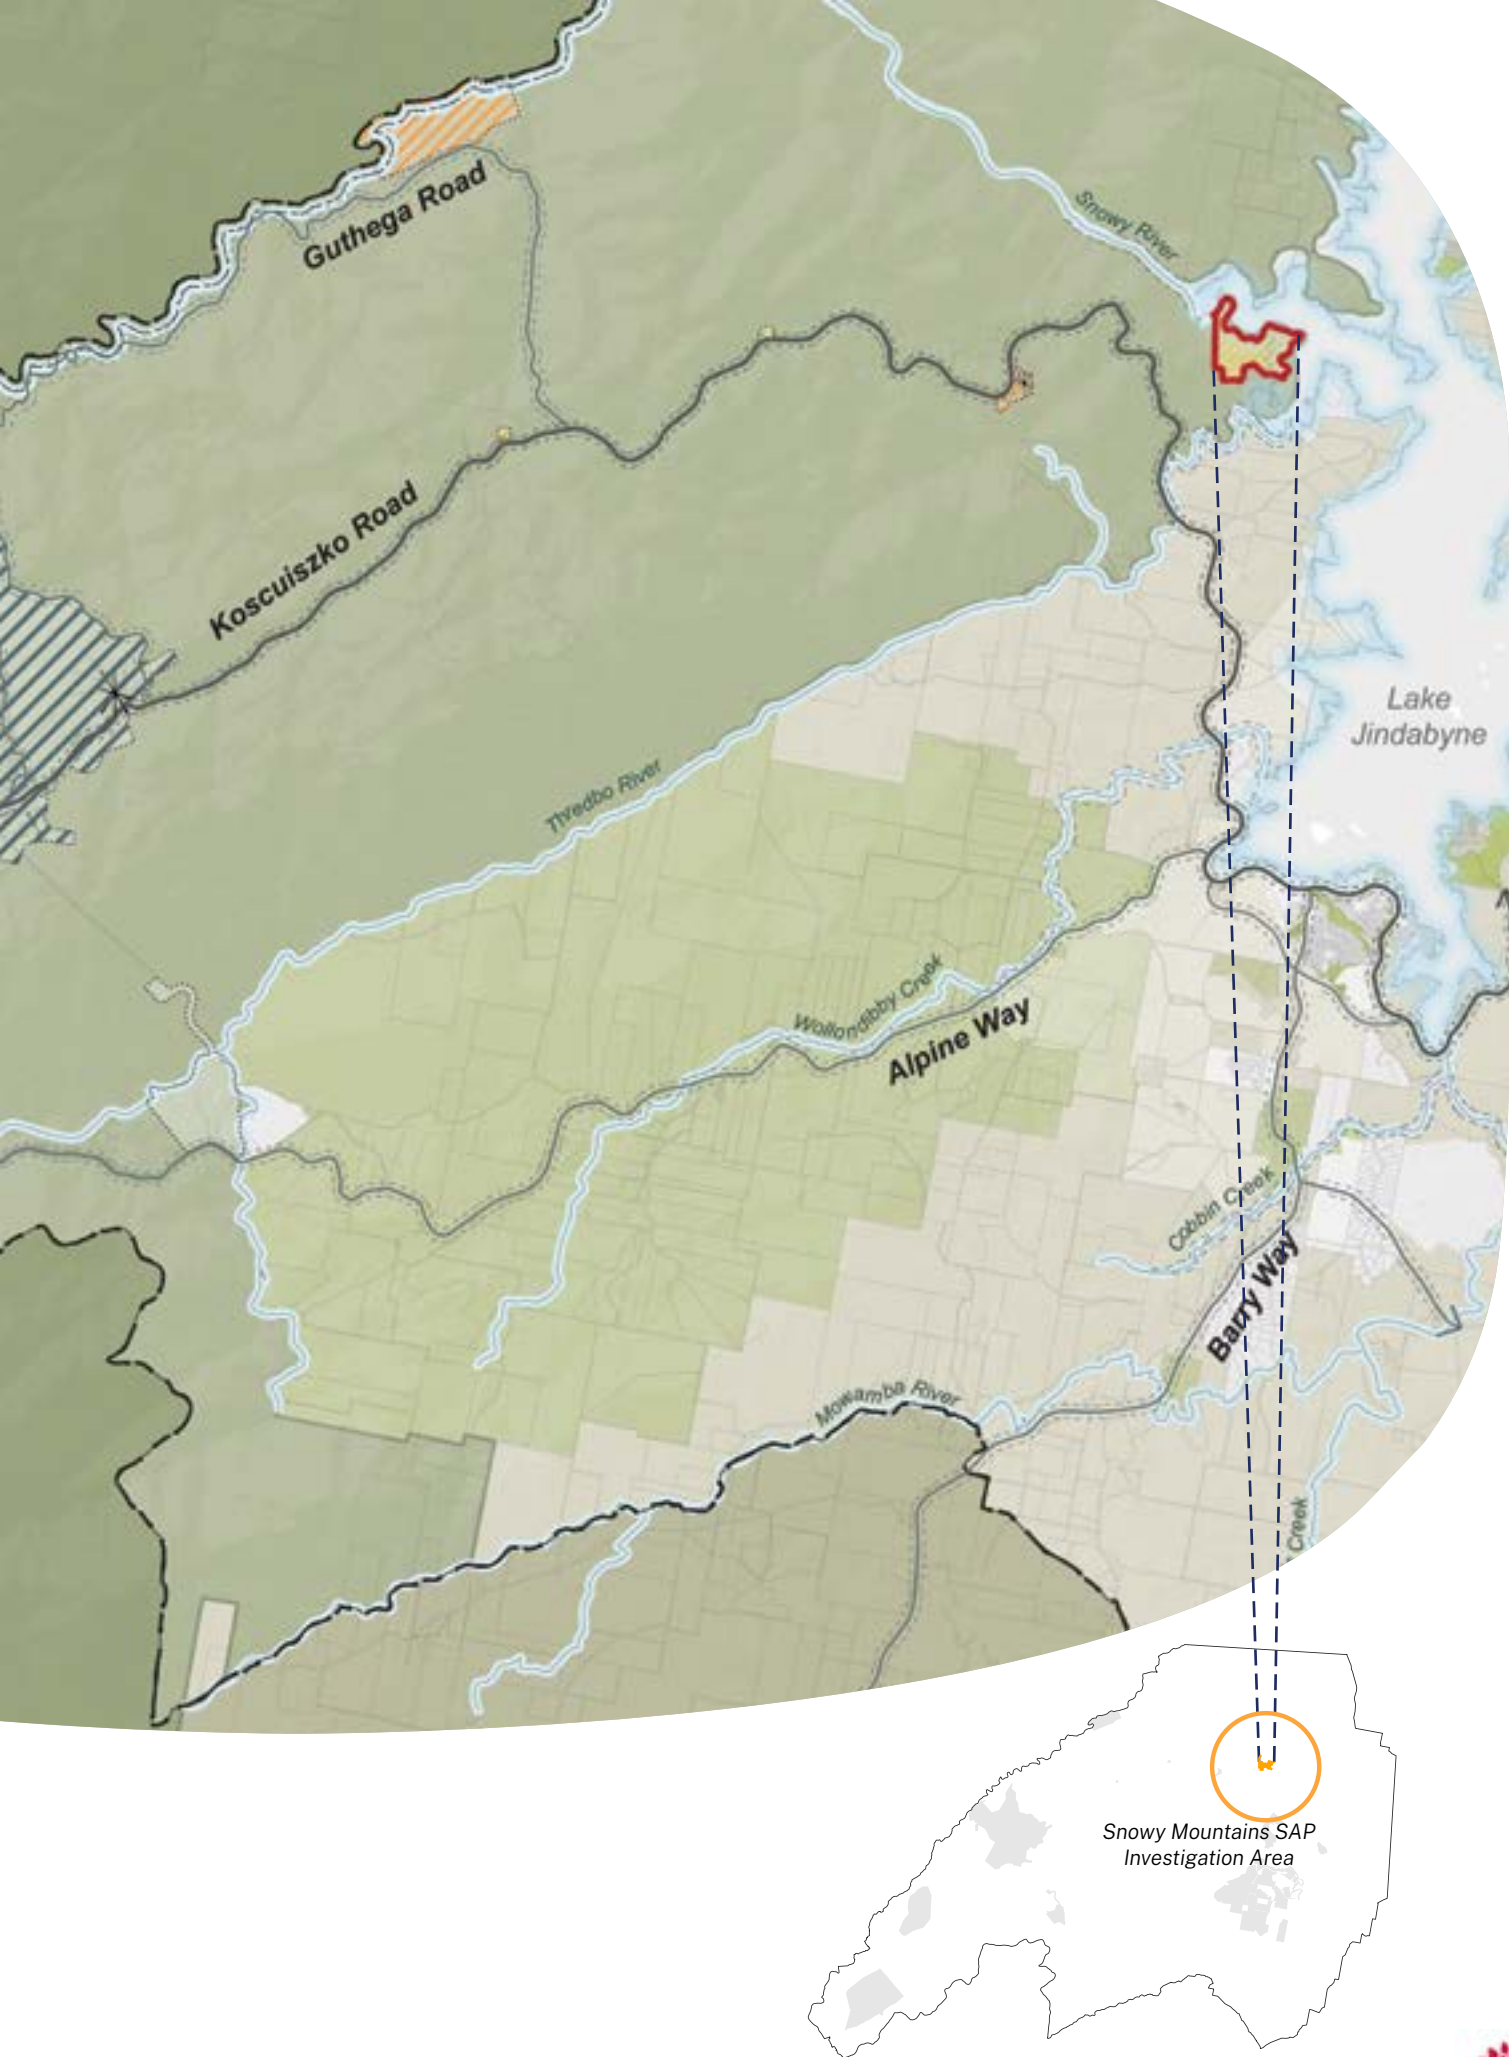 Guthega Road
Snowy River
Koscuiszko Road
Lake
Jindabyne
Thredbo River
Wollondibby Creek
Alpine Way
Cobbin Creek
Barry Way
Mowamba River
Creek
Snowy Mountains SAP
Investigation Area